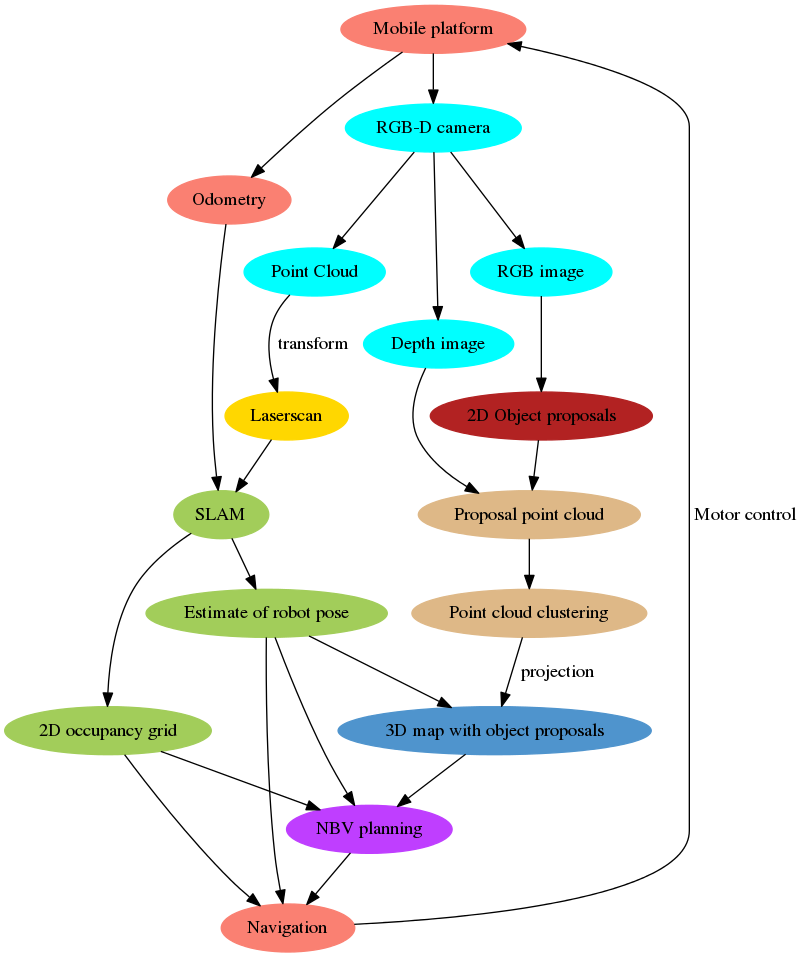 Mobile platform
RGB-D camera
Odometry
Point Cloud
RGB image
transform
Depth image
Laserscan
2D Object proposals
SLAM
Proposal point cloud
Motor control
Estimate of robot pose
Point cloud clustering
projection
2D occupancy grid
3D map with object proposals
NBV planning
Navigation